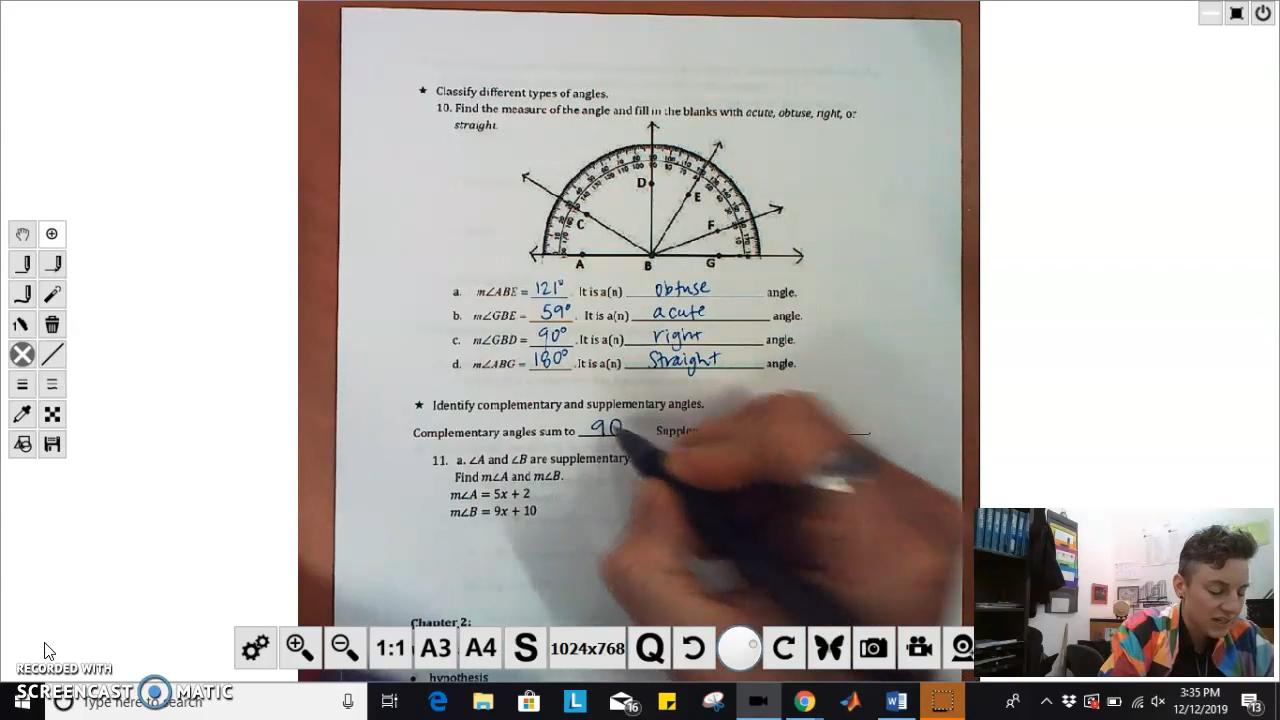 ★ Classify different types of angles.
10. Find the measure of the angle and fill in the blanks with acute, obtuse, right, or
straight.
D
E
C
F
A B G
a. m∠ABE = 121° . It is a(n) obtuse angle.
b. m∠GBE = 59° . It is a(n) acute angle.
c. m∠GBD = 90° . It is a(n) right angle.
d. m∠ABG = 180° . It is a(n) straight angle.
★ Identify complementary and supplementary angles.
Complementary angles sum to 90
11. a. ∠A and ∠B are supplementary
Find m∠A and m∠B.
m∠A = 5x + 2
m∠B = 9x + 10
Chapter 2:
1:1 A3 A4 S 1024x768 Q
• hypothesis
RECORDED WITH
SCREENCAST MATIC
Type here to search
16
3:35 PM
12/12/2019
13